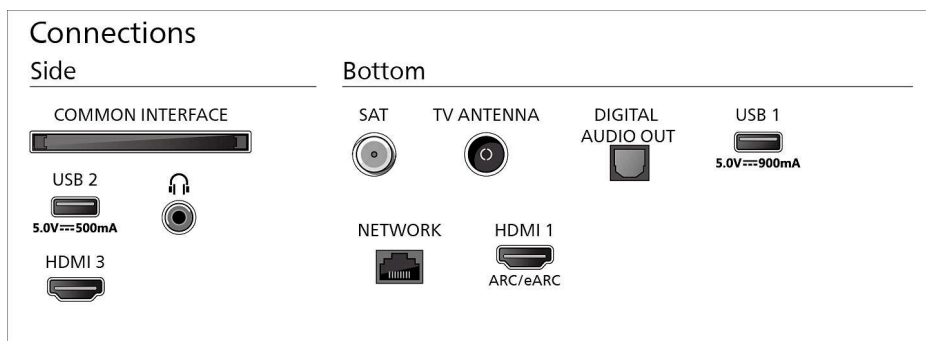 Connections
Side
COMMON INTERFACE
USB 2
5.0V⎓500mA
HDMI 3
Bottom
SAT
TV ANTENNA
DIGITAL
AUDIO OUT
USB 1
5.0V⎓900mA
NETWORK
HDMI 1
ARC/eARC